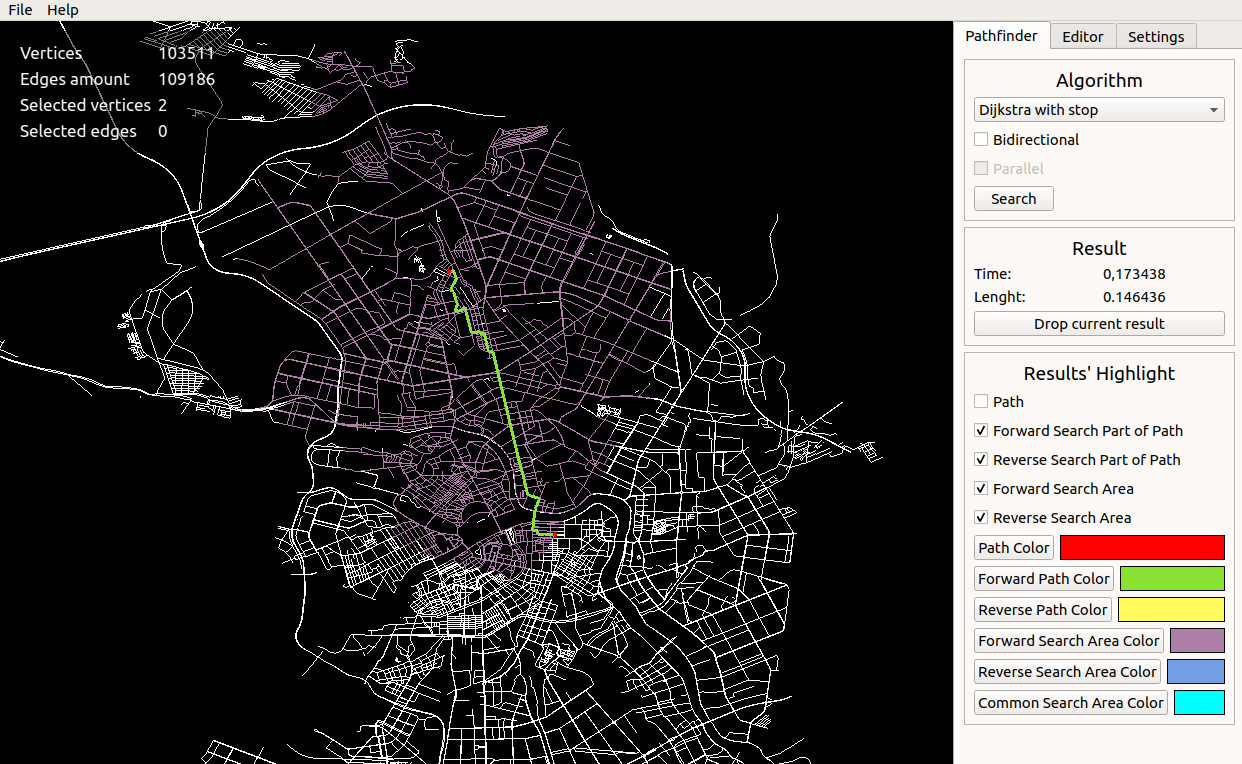 File Help
Vertices 103511
Edges amount 109186
Selected vertices 2
Selected edges 0
Pathfinder Editor Settings
Algorithm
Dijkstra with stop
Bidirectional
Parallel
Search
Result
Time: 0,173438
Lenght: 0.146436
Drop current result
Results' Highlight
Path
Forward Search Part of Path
Reverse Search Part of Path
Forward Search Area
Reverse Search Area
Path Color
Forward Path Color
Reverse Path Color
Forward Search Area Color
Reverse Search Area Color
Common Search Area Color